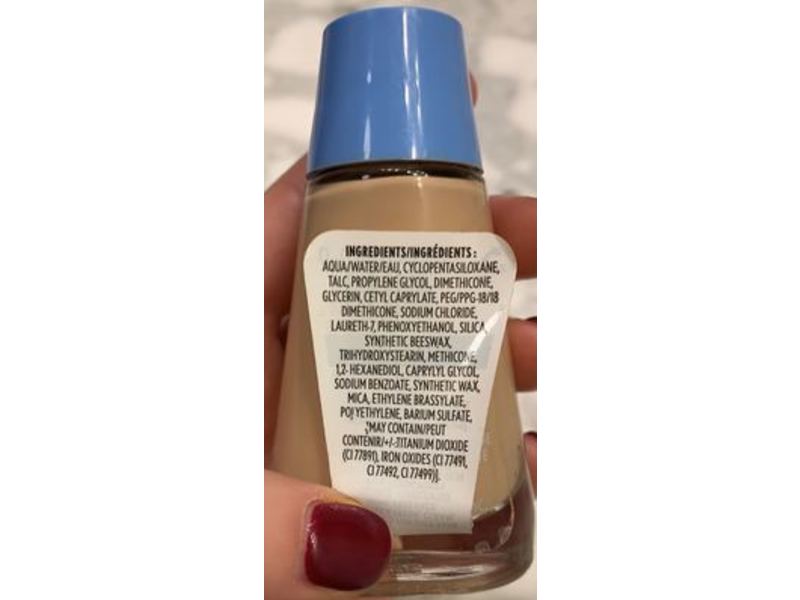 INGREDIENTS/INGRÉDIENTS :
AQUA/WATER/EAU, CYCLOPENTASILOXANE,
TALC, PROPYLENE GLYCOL, DIMETHICONE,
GLYCERIN, CETYL CAPRYLATE, PEG/PPG-18/18
DIMETHICONE, SODIUM CHLORIDE,
LAURETH-7, PHENOXYETHANOL, SILICA,
SYNTHETIC BEESWAX,
TRIHYDROXYSTEARIN, METHICONE,
1,2- HEXANEDIOL, CAPRYLYL GLYCOL,
SODIUM BENZOATE, SYNTHETIC WAX,
MICA, ETHYLENE BRASSYLATE,
POLYETHYLENE, BARIUM SULFATE,
MAY CONTAIN/PEUT
CONTENIR/+/-:TITANIUM DIOXIDE
(CI 77891), IRON OXIDES (CI 77491,
CI 77492, CI 77499)].